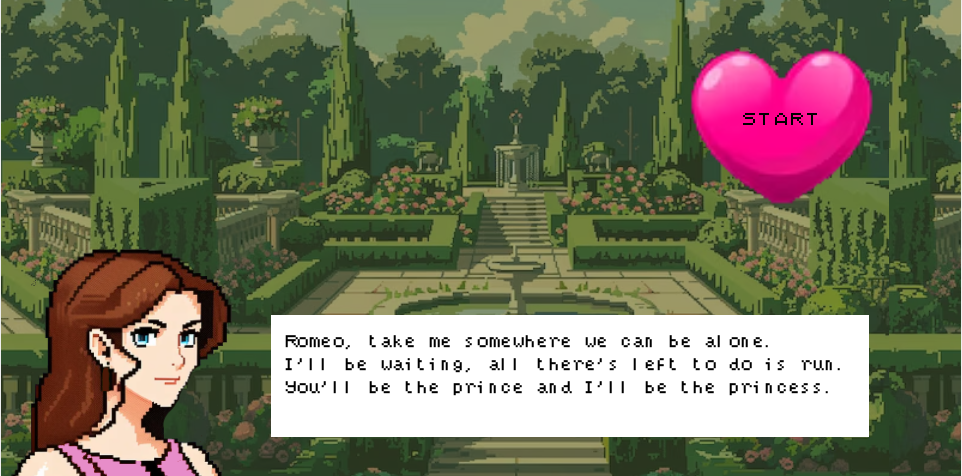 START
Romeo, take me somewhere we can be alone.
I'll be waiting, all there's left to do is run.
You'll be the prince and I'll be the princess.